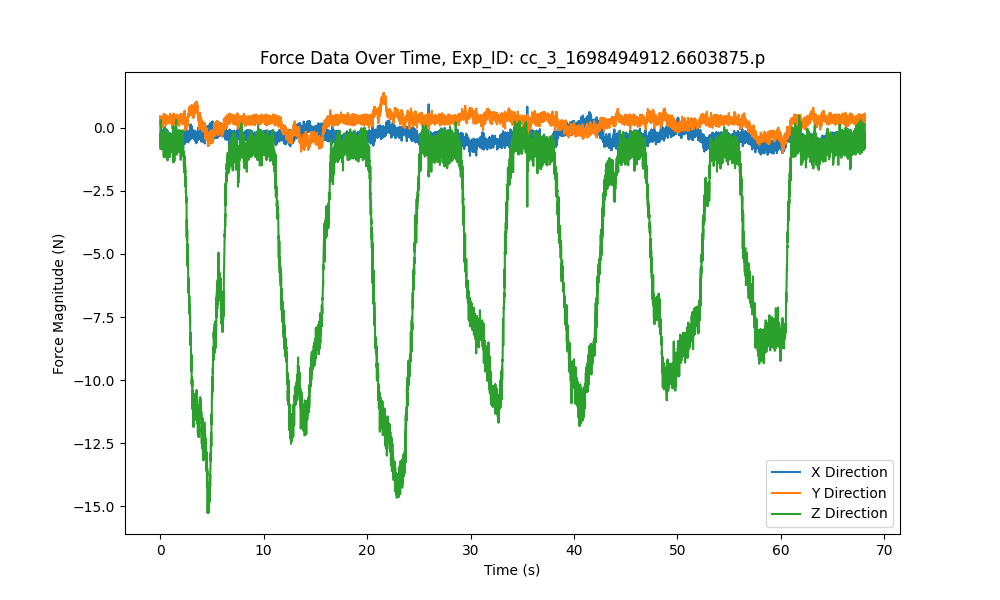 Force Data Over Time, Exp_ID: cc_3_1698494912.6603875.p
Force Magnitude (N)
0.0
−2.5
−5.0
−7.5
−10.0
−12.5
−15.0
X Direction
Y Direction
Z Direction
0 10 20 30 40 50 60 70
Time (s)